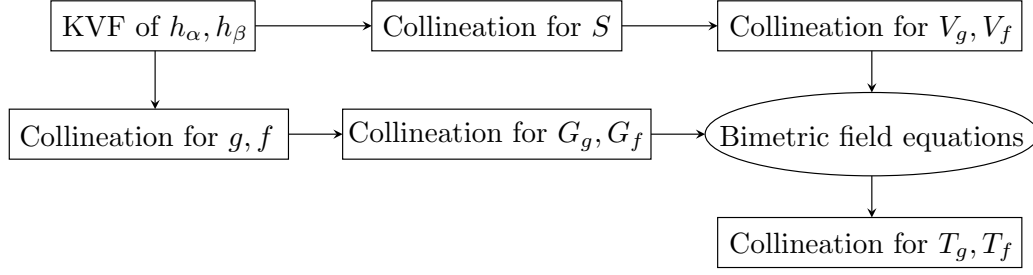 KVF of $h_\alpha, h_\beta$
Collineation for $S$
Collineation for $V_g, V_f$
Collineation for $g, f$
Collineation for $G_g, G_f$
Bimetric field equations
Collineation for $T_g, T_f$